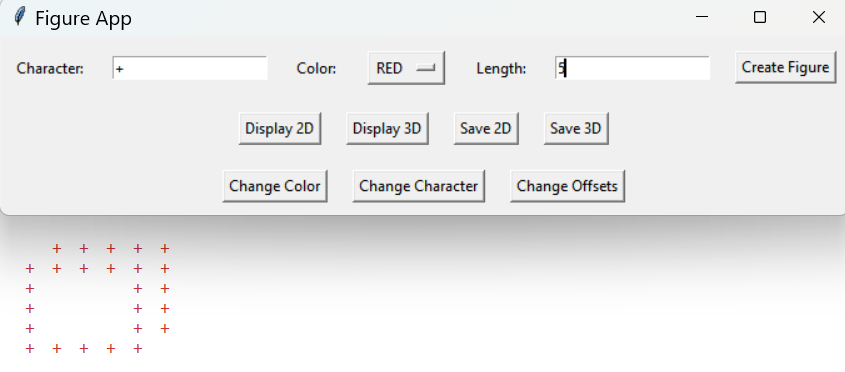 Figure App
Character: + Color: RED Length: 5 Create Figure
Display 2D Display 3D Save 2D Save 3D
Change Color Change Character Change Offsets
  + + + + +
+ + + + + +
+         + +
+         + +
+         + +
+ + + + +